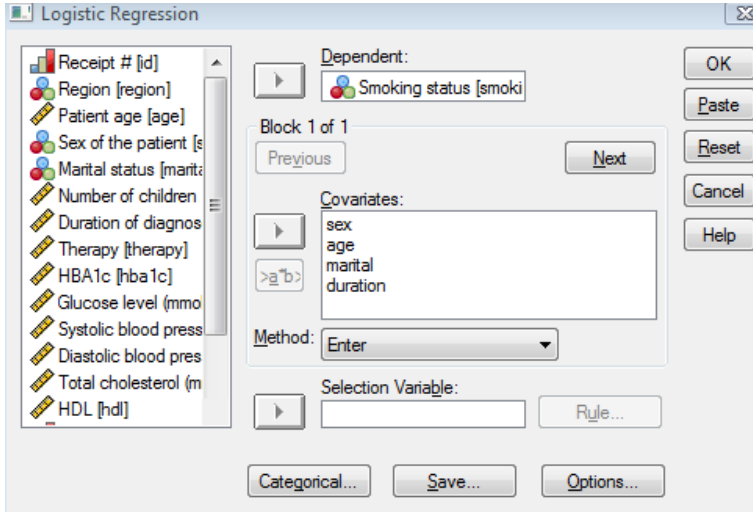 Logistic Regression
Receipt # [id]
Region [region]
Patient age [age]
Sex of the patient [s
Marital status [marita
Number of children
Duration of diagnos
Therapy [therapy]
HBA1c [hba1c]
Glucose level (mmo
Systolic blood press
Diastolic blood pres
Total cholesterol (m
HDL [hdl]
Dependent:
Smoking status [smoki
Block 1 of 1
Previous
Next
Covariates:
>a*b>
sex
age
marital
duration
Method:
Enter
Selection Variable:
Rule...
Categorical...
Save...
Options...
OK
Paste
Reset
Cancel
Help